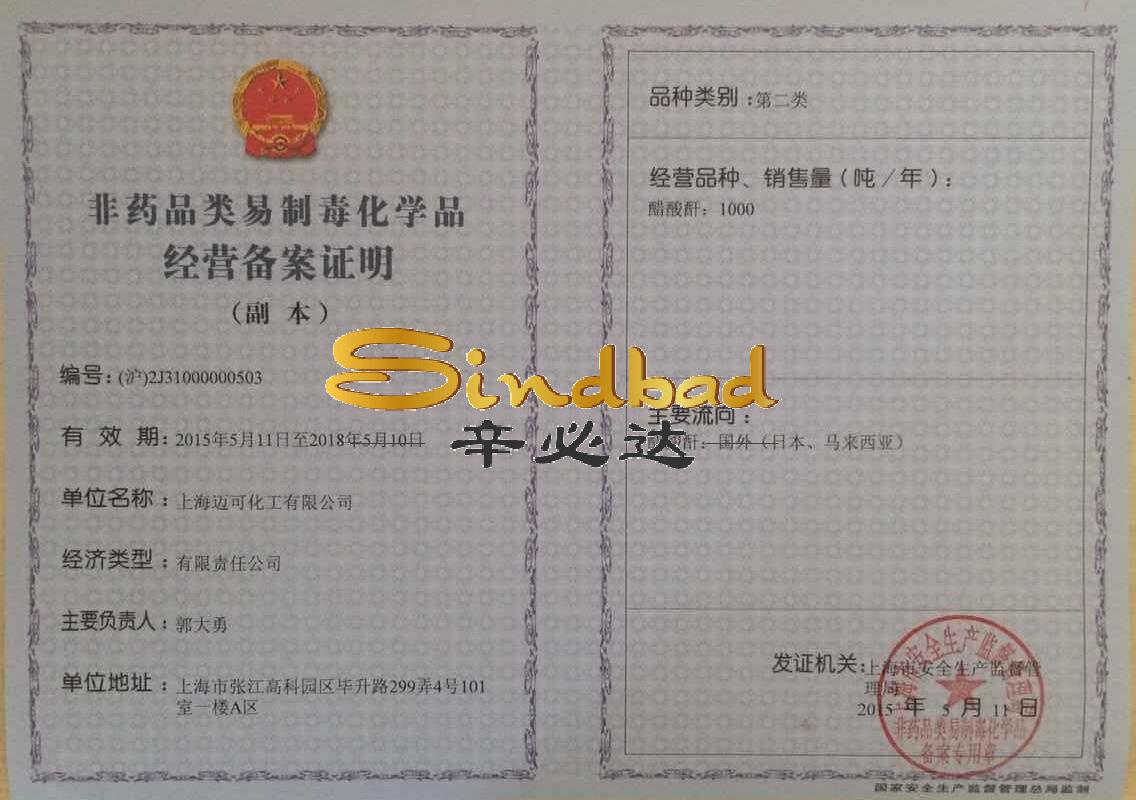 非药品类易制毒化学品
经营备案证明
（副 本）
编号：(沪)2J31000000503
有 效 期：2015年5月11日至2018年5月10日
单位名称：上海迈可化工有限公司
经济类型：有限责任公司
主要负责人：郭大勇
单位地址：上海市张江高科园区毕升路299弄4号101
室一楼A区
Sindbad
辛必达
品种类别：第二类
经营品种、销售量（吨／年）：
醋酸酐：1000
主要流向：
酸酐：国外（日本、马来西亚）
发证机关：上海市安全生产监督管
理局
2015年 5 月 11 日
非药品类易制毒化学品
备案专用章
国家安全生产监督管理总局监制